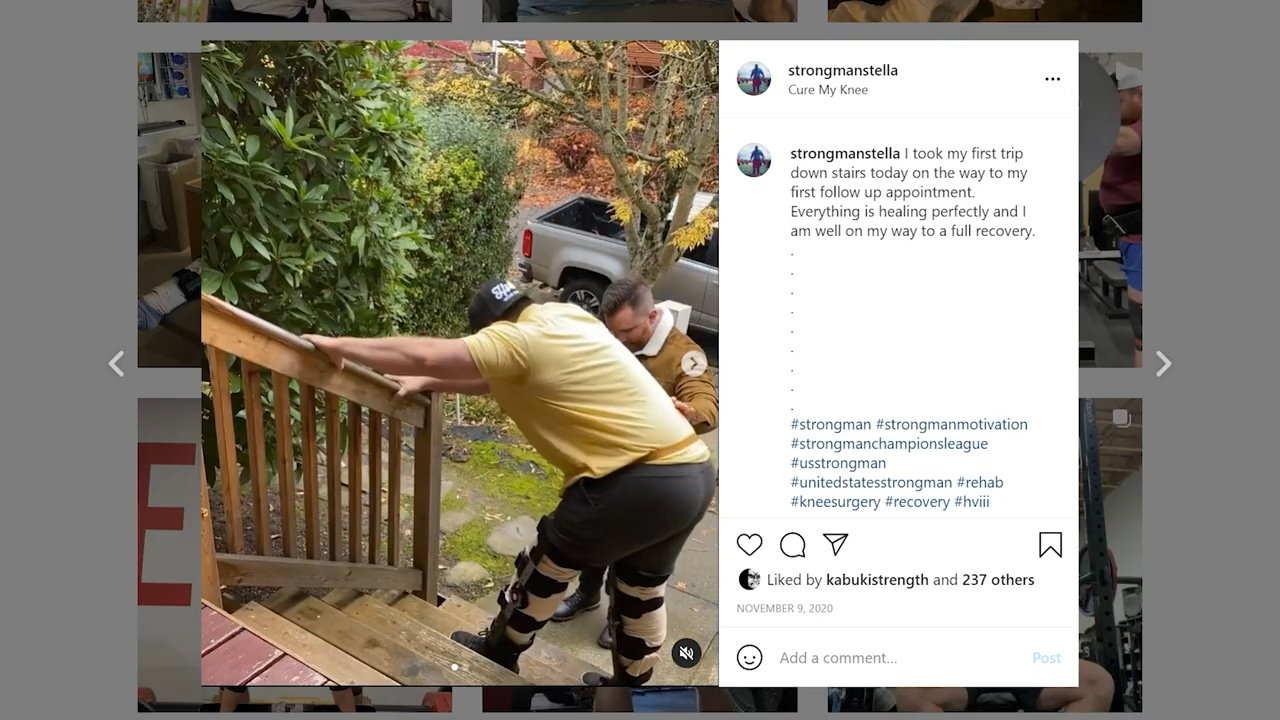 strongmanstella
Cure My Knee
strongmanstella I took my first trip
down stairs today on the way to my
first follow up appointment.
Everything is healing perfectly and I
am well on my way to a full recovery.
.
.
.
.
.
.
.
.
.
#strongman #strongmanmotivation
#strongmanchampionsleague
#usstrongman
#unitedstatesstrongman #rehab
#kneesurgery #recovery #hviii
Liked by kabukistrength and 237 others
NOVEMBER 9, 2020
Add a comment... Post
E